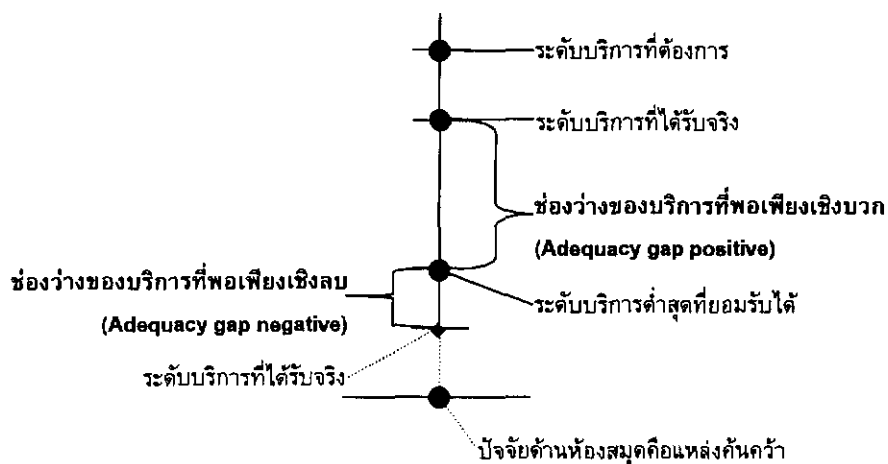 ระดับบริการที่ต้องการ
ระดับบริการที่ได้รับจริง
ช่องว่างของบริการที่พอเพียงเชิงบวก
(Adequacy gap positive)
ช่องว่างของบริการที่พอเพียงเชิงลบ
(Adequacy gap negative)
ระดับบริการต่ำสุดที่ยอมรับได้
ระดับบริการที่ได้รับจริง
ปัจจัยด้านห้องสมุดคือแหล่งค้นคว้า